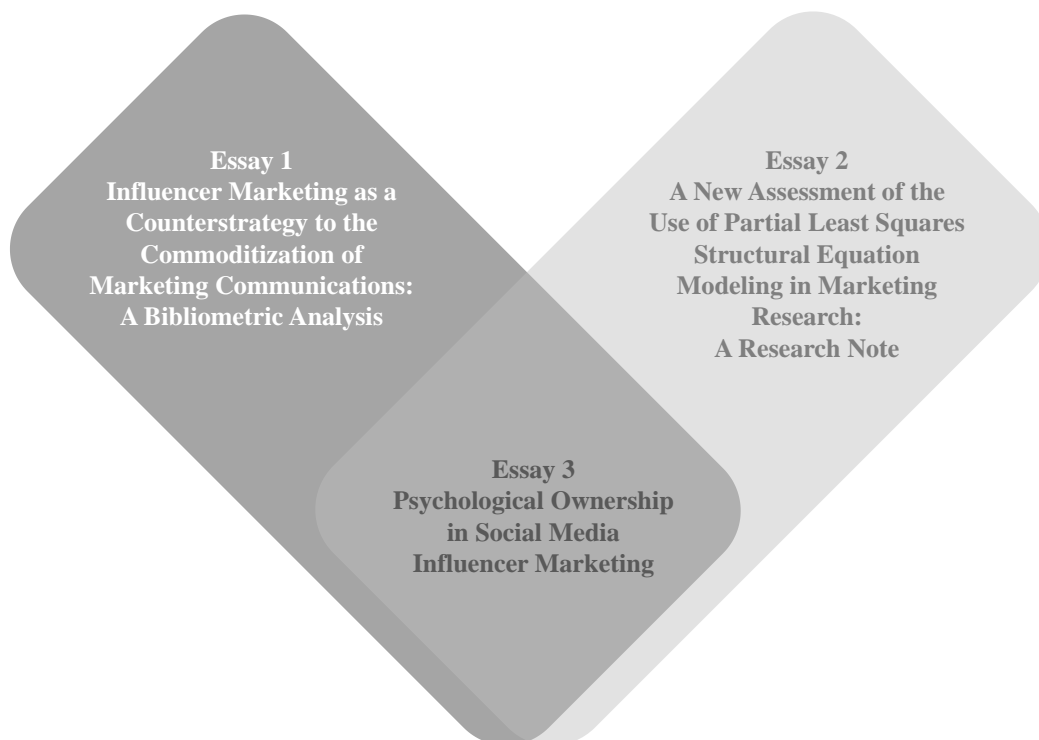 Essay 1
Influencer Marketing as a
Counterstrategy to the
Commoditization of
Marketing Communications:
A Bibliometric Analysis
Essay 2
A New Assessment of the
Use of Partial Least Squares
Structural Equation
Modeling in Marketing
Research:
A Research Note
Essay 3
Psychological Ownership
in Social Media
Influencer Marketing